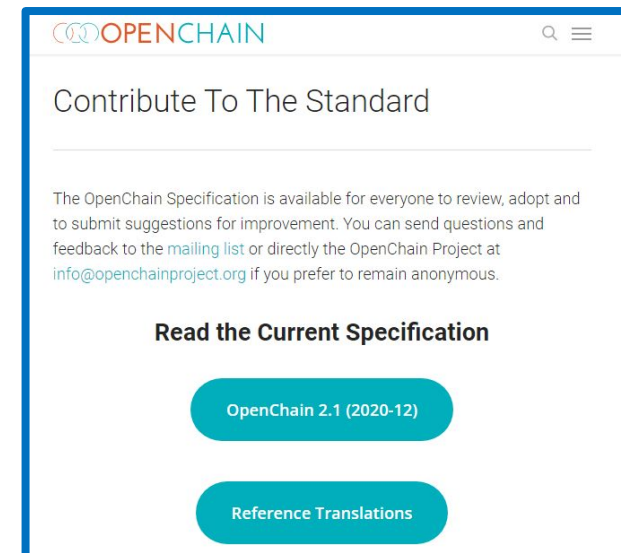 OPENCHAIN
Contribute To The Standard
The OpenChain Specification is available for everyone to review, adopt and
to submit suggestions for improvement. You can send questions and
feedback to the mailing list or directly the OpenChain Project at
info@openchainproject.org if you prefer to remain anonymous.
Read the Current Specification
OpenChain 2.1 (2020-12)
Reference Translations